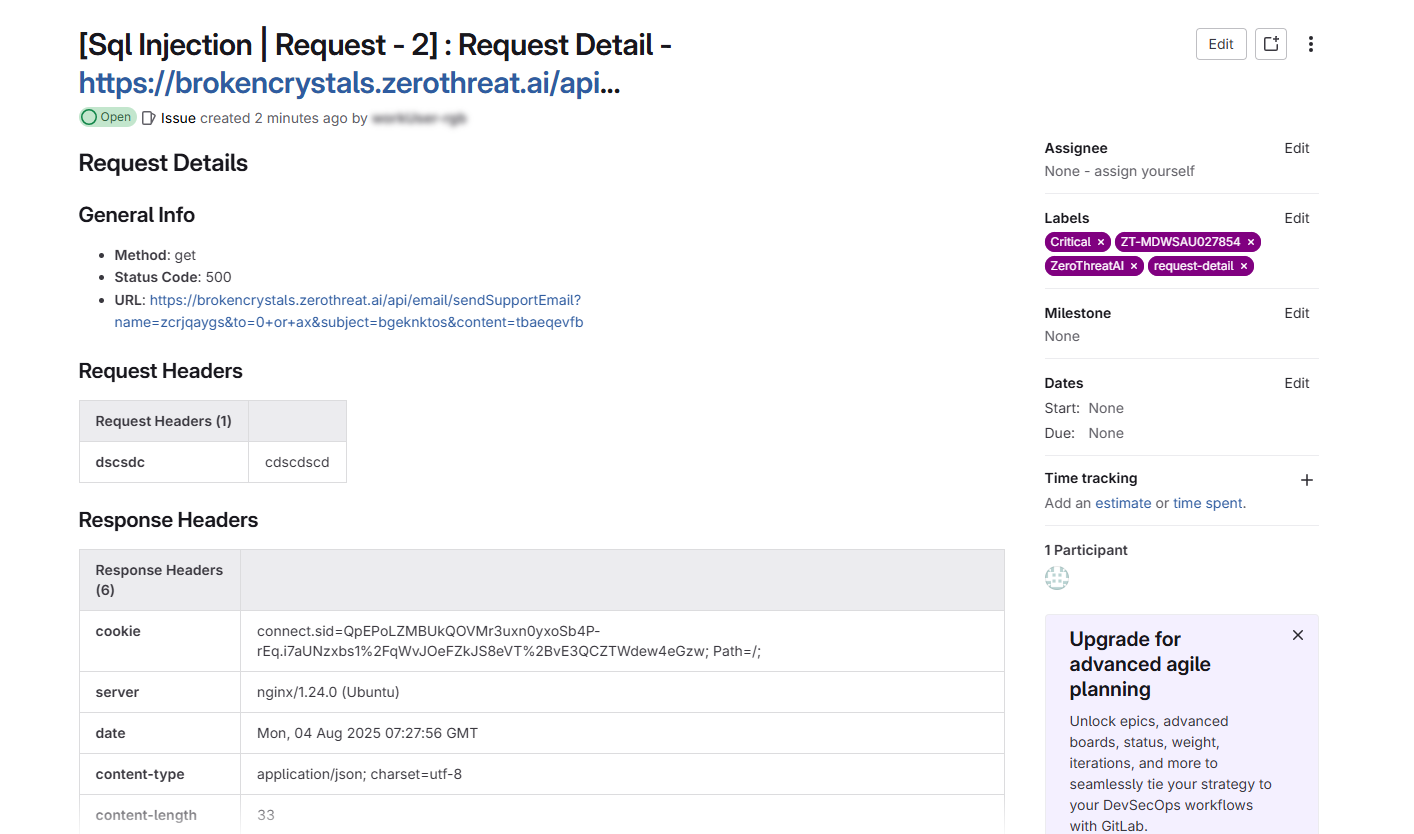 [Sql Injection | Request - 2] : Request Detail -
https://brokencrystals.zerothreat.ai/api...
Edit
Open Issue created 2 minutes ago by
Request Details
General Info
• Method: get
• Status Code: 500
• URL: https://brokencrystals.zerothreat.ai/api/email/sendSupportEmail?
name=zcrjqaygs&to=0+or+ax&subject=bgeknktos&content=tbaeqevfb
Request Headers
Request Headers (1)
dscsdc cdscdscd
Response Headers
Response Headers
(6)
cookie connect.sid=QpEPoLZMBUkQOVMr3uxn0yxoSb4P-
rEq.i7aUNzxbs1%2FqWvJOeFZkJS8eVT%2BvE3QCZTWdew4eGzw; Path=/;
server nginx/1.24.0 (Ubuntu)
date Mon, 04 Aug 2025 07:27:56 GMT
content-type application/json; charset=utf-8
content-length 33
Assignee Edit
None - assign yourself
Labels Edit
Critical × ZT-MDWSAU027854 ×
ZeroThreatAI × request-detail ×
Milestone Edit
None
Dates Edit
Start: None
Due: None
Time tracking +
Add an estimate or time spent.
1 Participant
Upgrade for
advanced agile
planning
Unlock epics, advanced
boards, status, weight,
iterations, and more to
seamlessly tie your strategy to
your DevSecOps workflows
with GitLab.